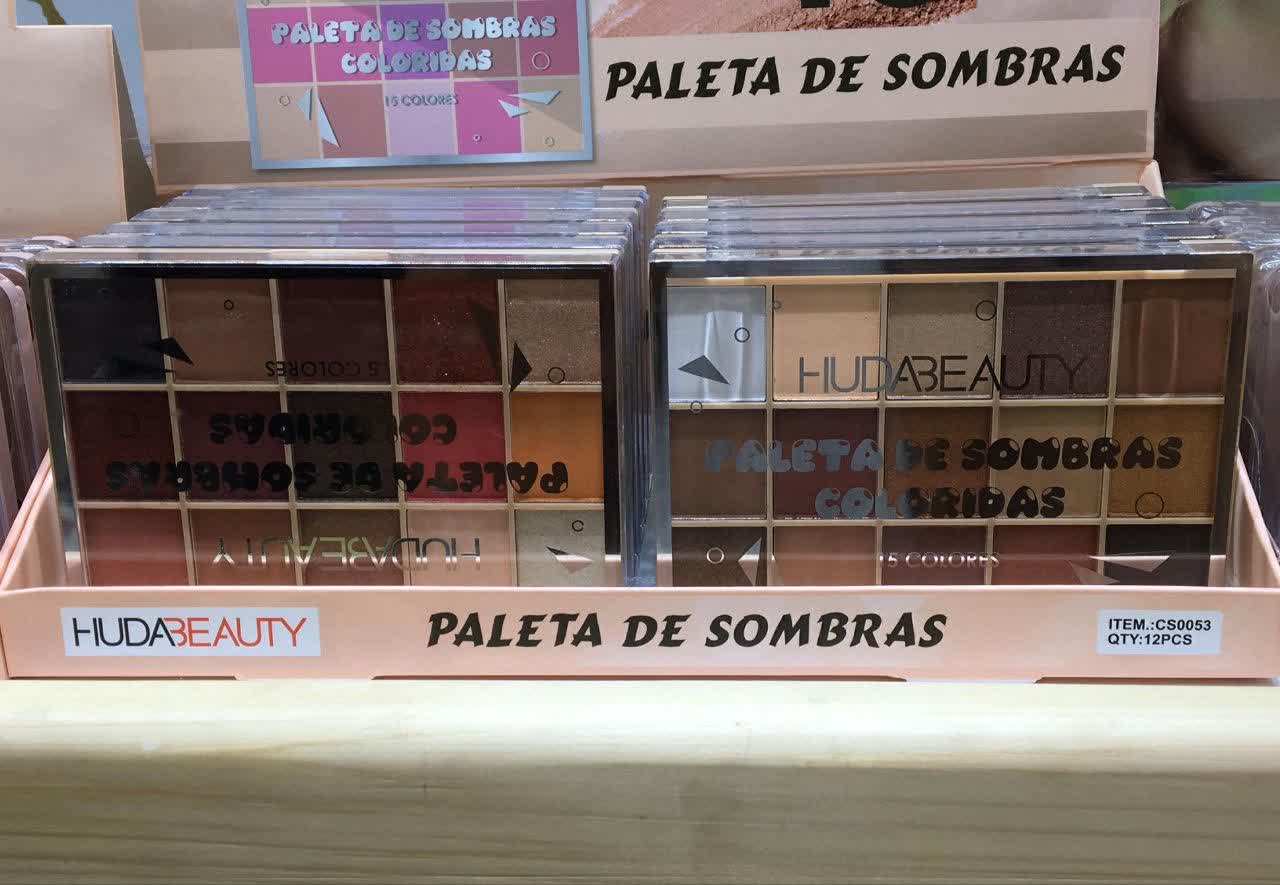 PALETA DE SOMBRAS
COLORIDAS
15 COLORES
PALETA DE SOMBRAS
5 COLORES
COLORIDAS
PALETA DE SOMBRAS
HUDABEAUTY
HUDABEAUTY
PALETA DE SOMBRAS
COLORIDAS
15 COLORES
HUDABEAUTY
PALETA DE SOMBRAS
ITEM.:CS0053
QTY:12PCS